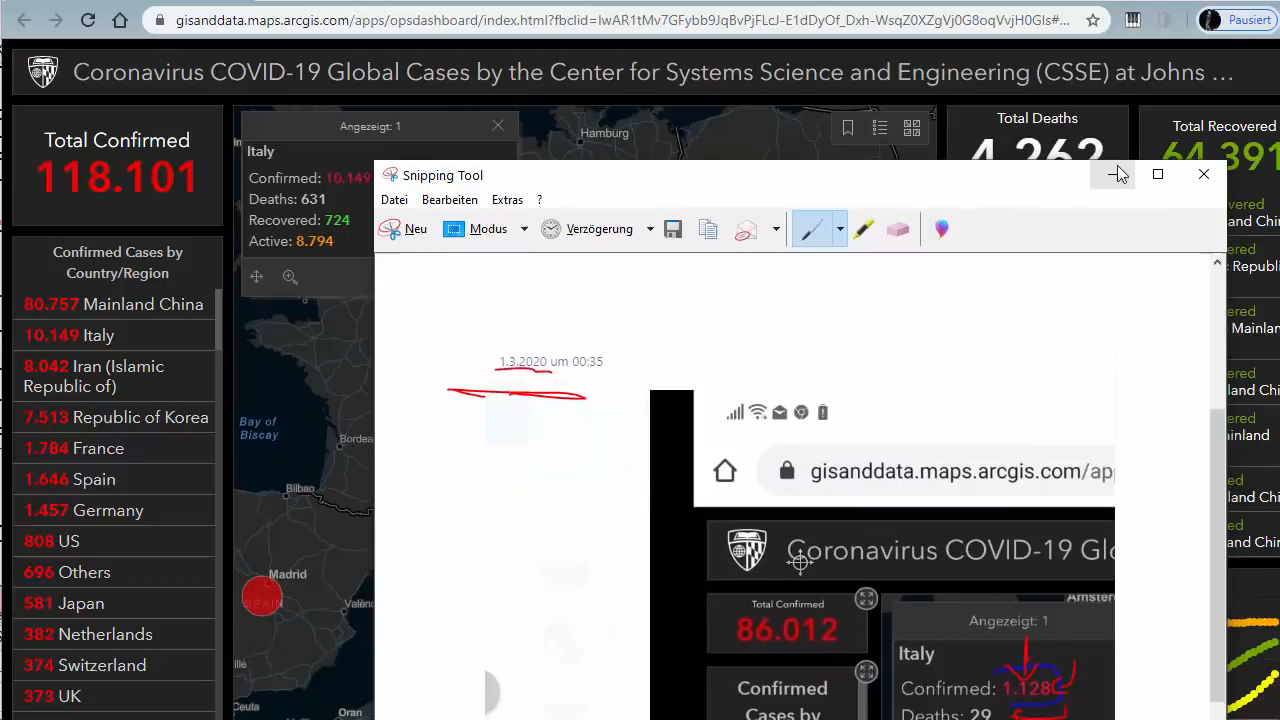 gisanddata.maps.arcgis.com/apps/opsdashboard/index.html?fbclid=IwAR1tMv7GFybb9JqBvPjFLcJ-E1dDyOf_Dxh-WsqZ0XZgVj0G8oqVvjH0Gls#...
Pausiert
Coronavirus COVID-19 Global Cases by the Center for Systems Science and Engineering (CSSE) at Johns ...
Total Confirmed
118.101
Confirmed Cases by
Country/Region
80.757 Mainland China
10.149 Italy
8.042 Iran (Islamic
Republic of)
7.513 Republic of Korea
1.784 France
1.646 Spain
1.457 Germany
808 US
696 Others
581 Japan
382 Netherlands
374 Switzerland
373 UK
Angezeigt: 1
Italy
Confirmed: 10.149
Deaths: 631
Recovered: 724
Active: 8.794
Hamburg
Bay of
Biscay
Bilbao
Madrid
SPAIN
Oran
Total Deaths
4.262
Total Recovered
64.391
Snipping Tool
Datei Bearbeiten Extras ?
Neu Modus Verzögerung
1.3.2020 um 00:35
gisanddata.maps.arcgis.com/ap
Coronavirus COVID-19 Gl
Total Confirmed
86.012
Confirmed
Cases by
Angezeigt: 1
Italy
Confirmed: 1.128
Deaths: 29